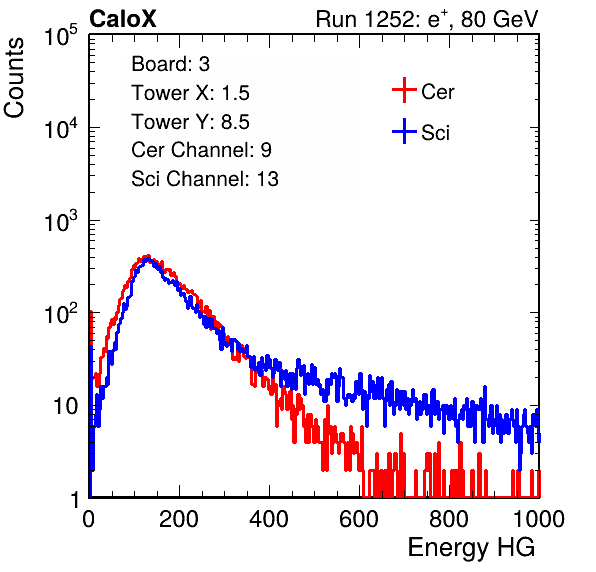 CaloX Run 1252: e⁺, 80 GeV
Counts
10⁵
10⁴
10³
10²
10
1
Board: 3
Tower X: 1.5
Tower Y: 8.5
Cer Channel: 9
Sci Channel: 13
Cer
Sci
0 200 400 600 800 1000
Energy HG